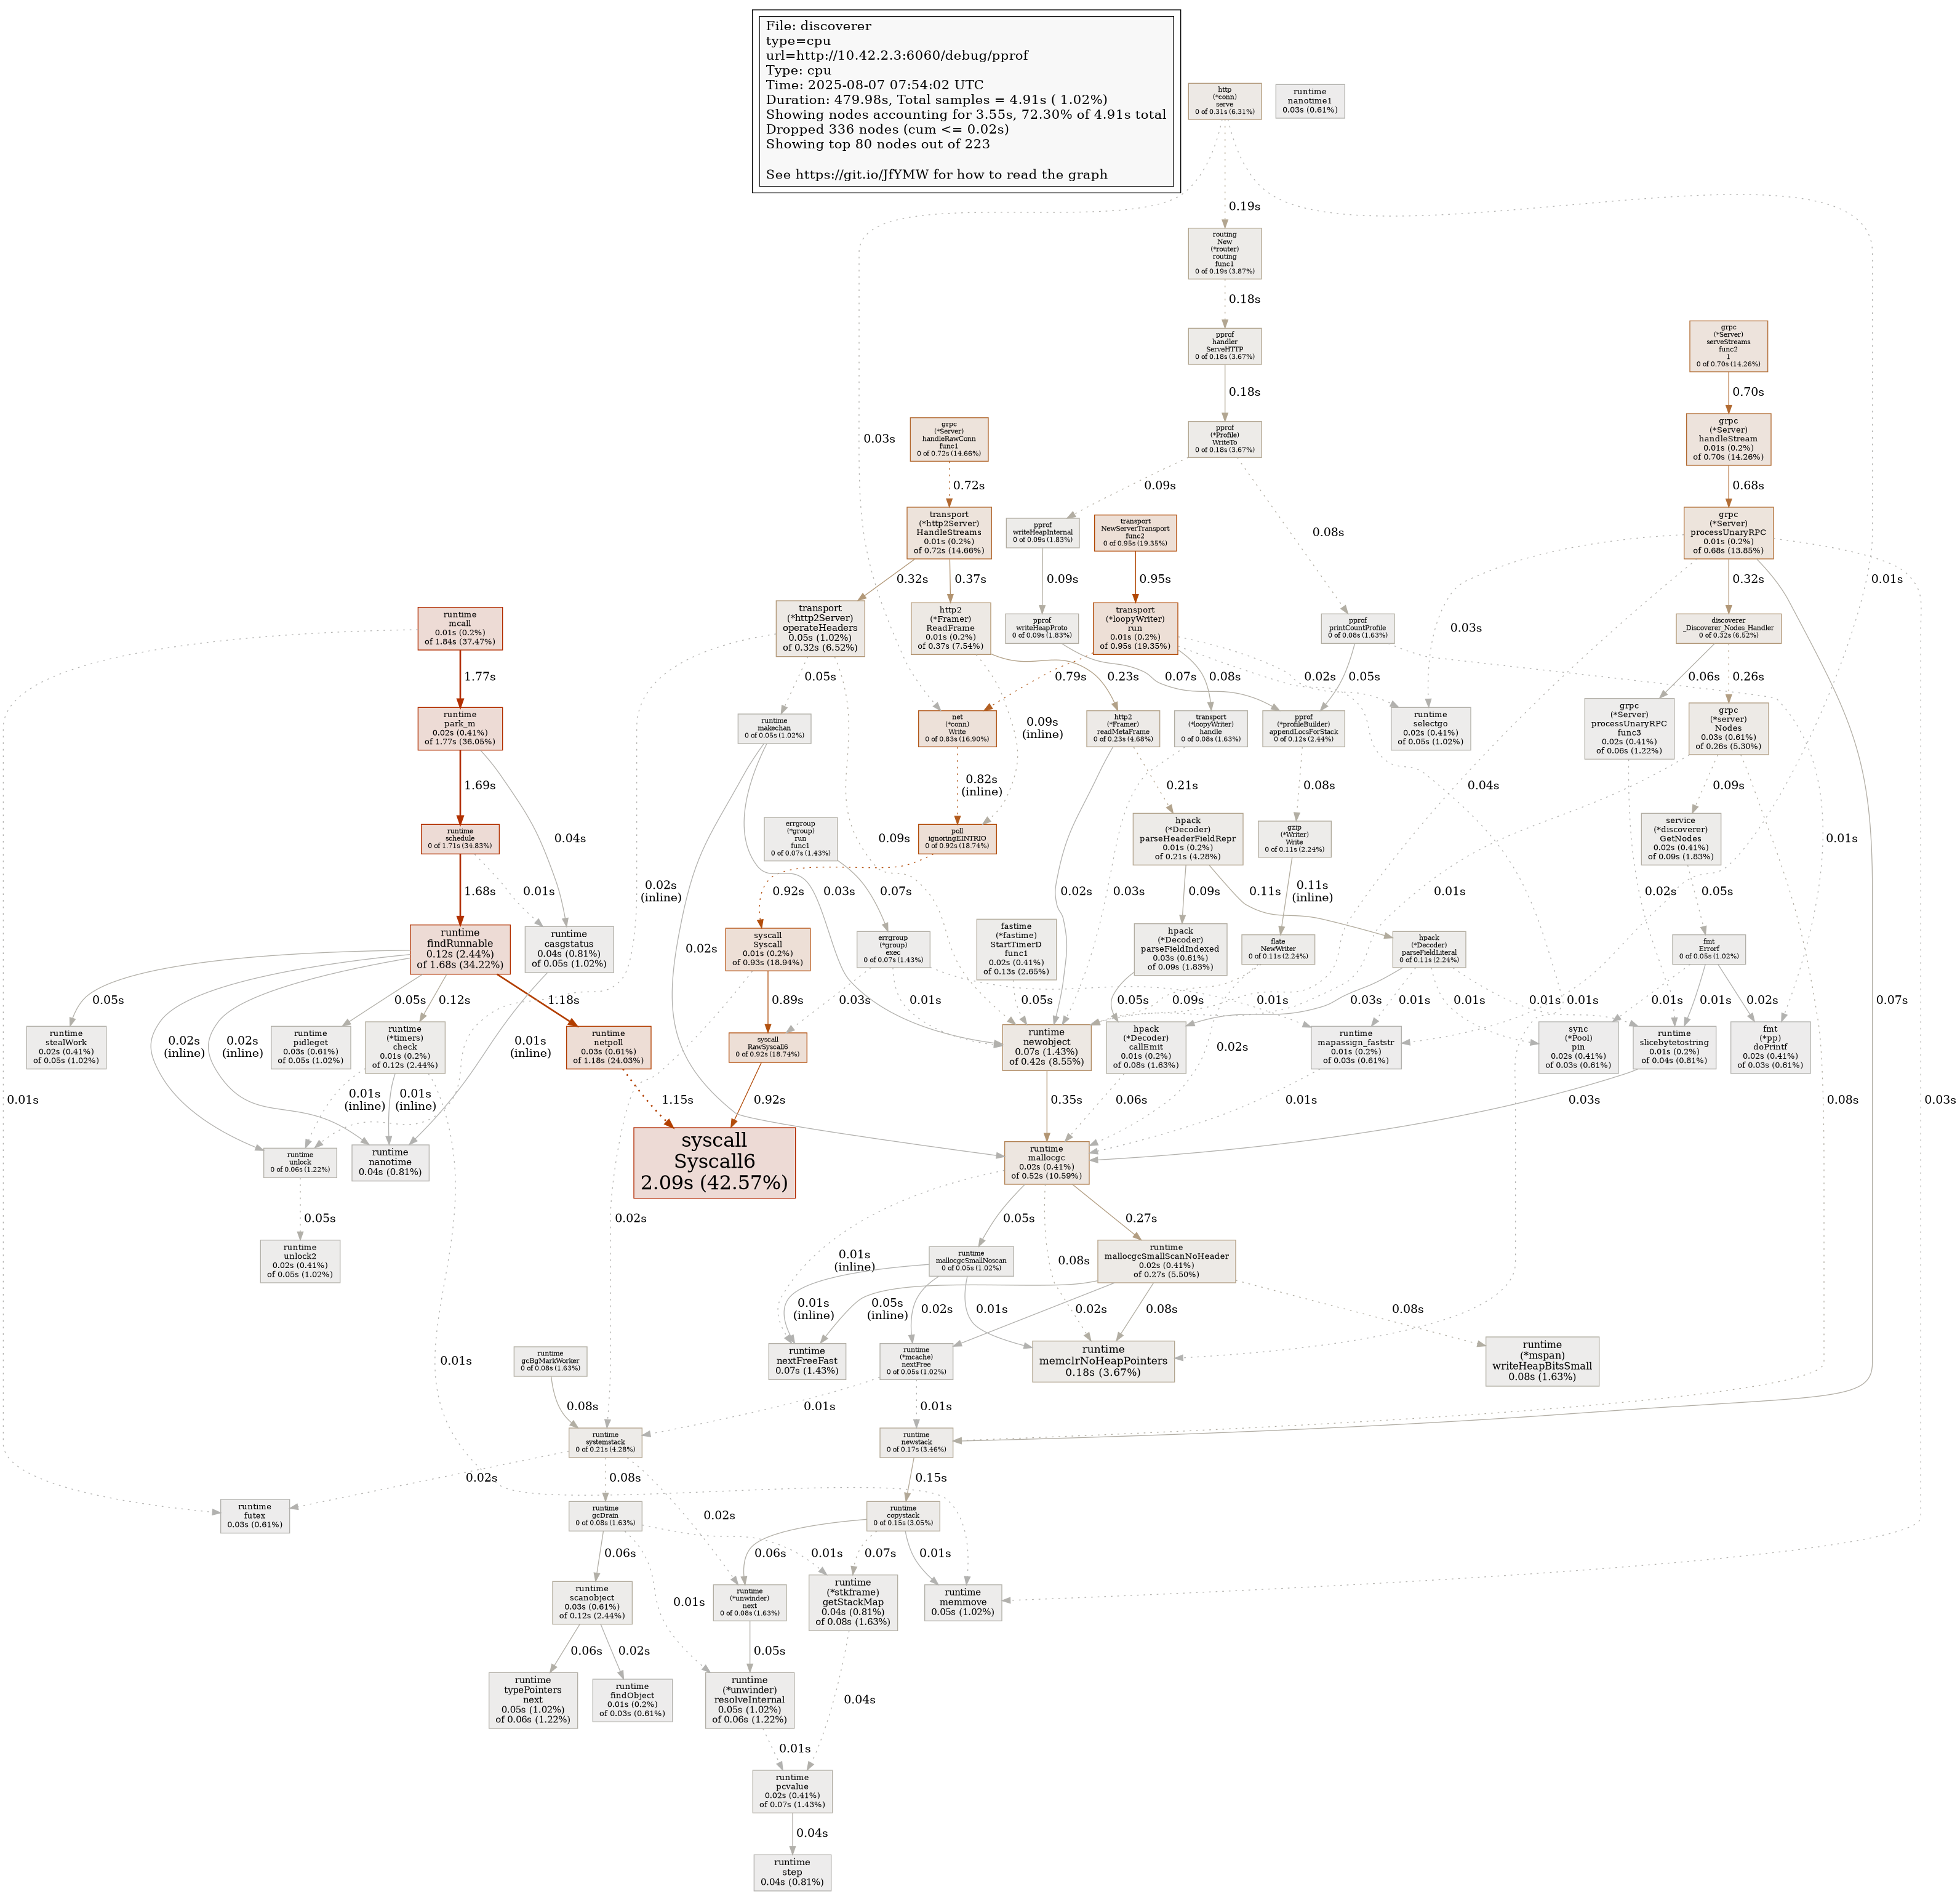 File: discoverer
type=cpu
url=http://10.42.2.3:6060/debug/pprof
Type: cpu
Time: 2025-08-07 07:54:02 UTC
Duration: 479.98s, Total samples = 4.91s ( 1.02%)
Showing nodes accounting for 3.55s, 72.30% of 4.91s total
Dropped 336 nodes (cum <= 0.02s)
Showing top 80 nodes out of 223
See https://git.io/JfYMW for how to read the graph
http
(*conn)
serve
0 of 0.31s (6.31%)
runtime
nanotime1
0.03s (0.61%)
0.19s
routing
New
(*router)
routing
func1
0 of 0.19s (3.87%)
0.18s
pprof
handler
ServeHTTP
0 of 0.18s (3.67%)
0.18s
grpc
(*Server)
serveStreams
func2
1
0 of 0.70s (14.26%)
0.70s
grpc
(*Server)
handleRawConn
func1
0 of 0.72s (14.66%)
0.03s
pprof
(*Profile)
WriteTo
0 of 0.18s (3.67%)
grpc
(*Server)
handleStream
0.01s (0.2%)
of 0.70s (14.26%)
0.72s
0.09s
0.68s
transport
(*http2Server)
HandleStreams
0.01s (0.2%)
of 0.72s (14.66%)
pprof
writeHeapInternal
0 of 0.09s (1.83%)
transport
NewServerTransport
func2
0 of 0.95s (19.35%)
0.08s
grpc
(*Server)
processUnaryRPC
0.01s (0.2%)
of 0.68s (13.85%)
0.32s
0.37s
0.09s
0.95s
0.32s
0.01s
runtime
mcall
0.01s (0.2%)
of 1.84s (37.47%)
transport
(*http2Server)
operateHeaders
0.05s (1.02%)
of 0.32s (6.52%)
http2
(*Framer)
ReadFrame
0.01s (0.2%)
of 0.37s (7.54%)
pprof
writeHeapProto
0 of 0.09s (1.83%)
transport
(*loopyWriter)
run
0.01s (0.2%)
of 0.95s (19.35%)
pprof
printCountProfile
0 of 0.08s (1.63%)
0.03s
discoverer
_Discoverer_Nodes_Handler
0 of 0.32s (6.52%)
1.77s
0.05s
0.79s
0.23s
0.07s
0.08s
0.02s
0.05s
0.06s
0.26s
runtime
park_m
0.02s (0.41%)
of 1.77s (36.05%)
runtime
makechan
0 of 0.05s (1.02%)
net
(*conn)
Write
0 of 0.83s (16.90%)
0.09s
(inline)
http2
(*Framer)
readMetaFrame
0 of 0.23s (4.68%)
transport
(*loopyWriter)
handle
0 of 0.08s (1.63%)
pprof
(*profileBuilder)
appendLocsForStack
0 of 0.12s (2.44%)
runtime
selectgo
0.02s (0.41%)
of 0.05s (1.02%)
grpc
(*Server)
processUnaryRPC
func3
0.02s (0.41%)
of 0.06s (1.22%)
grpc
(*server)
Nodes
0.03s (0.61%)
of 0.26s (5.30%)
1.69s
0.04s
0.82s
(inline)
0.21s
0.08s
0.04s
0.09s
runtime
schedule
0 of 1.71s (34.83%)
errgroup
(*group)
run
func1
0 of 0.07s (1.43%)
poll
ignoringEINTRIO
0 of 0.92s (18.74%)
0.09s
hpack
(*Decoder)
parseHeaderFieldRepr
0.01s (0.2%)
of 0.21s (4.28%)
gzip
(*Writer)
Write
0 of 0.11s (2.24%)
service
(*discoverer)
GetNodes
0.02s (0.41%)
of 0.09s (1.83%)
0.01s
1.68s
0.01s
0.02s
(inline)
0.92s
0.03s
0.07s
0.02s
0.03s
0.09s
0.11s
0.11s
(inline)
0.01s
0.02s
0.05s
runtime
findRunnable
0.12s (2.44%)
of 1.68s (34.22%)
runtime
casgstatus
0.04s (0.81%)
of 0.05s (1.02%)
0.02s
syscall
Syscall
0.01s (0.2%)
of 0.93s (18.94%)
errgroup
(*group)
exec
0 of 0.07s (1.43%)
fastime
(*fastime)
StartTimerD
func1
0.02s (0.41%)
of 0.13s (2.65%)
hpack
(*Decoder)
parseFieldIndexed
0.03s (0.61%)
of 0.09s (1.83%)
flate
NewWriter
0 of 0.11s (2.24%)
hpack
(*Decoder)
parseFieldLiteral
0 of 0.11s (2.24%)
fmt
Errorf
0 of 0.05s (1.02%)
0.05s
0.02s
(inline)
0.02s
(inline)
0.05s
0.12s
1.18s
0.01s
(inline)
0.89s
0.03s
0.01s
0.05s
0.05s
0.09s
0.01s
0.03s
0.01s
0.01s
0.01s
0.01s
0.01s
0.01s
0.02s
0.07s
runtime
stealWork
0.02s (0.41%)
of 0.05s (1.02%)
runtime
pidleget
0.03s (0.61%)
of 0.05s (1.02%)
runtime
(*timers)
check
0.01s (0.2%)
of 0.12s (2.44%)
runtime
netpoll
0.03s (0.61%)
of 1.18s (24.03%)
syscall
RawSyscall6
0 of 0.92s (18.74%)
runtime
newobject
0.07s (1.43%)
of 0.42s (8.55%)
hpack
(*Decoder)
callEmit
0.01s (0.2%)
of 0.08s (1.63%)
0.02s
runtime
mapassign_faststr
0.01s (0.2%)
of 0.03s (0.61%)
sync
(*Pool)
pin
0.02s (0.41%)
of 0.03s (0.61%)
runtime
slicebytetostring
0.01s (0.2%)
of 0.04s (0.81%)
fmt
(*pp)
doPrintf
0.02s (0.41%)
of 0.03s (0.61%)
0.01s
0.01s
(inline)
0.01s
(inline)
1.15s
0.92s
0.35s
0.06s
0.01s
0.03s
0.08s
0.03s
runtime
unlock
0 of 0.06s (1.22%)
runtime
nanotime
0.04s (0.81%)
syscall
Syscall6
2.09s (42.57%)
runtime
mallocgc
0.02s (0.41%)
of 0.52s (10.59%)
0.05s
0.02s
0.05s
0.27s
runtime
unlock2
0.02s (0.41%)
of 0.05s (1.02%)
0.01s
(inline)
runtime
mallocgcSmallNoscan
0 of 0.05s (1.02%)
0.08s
runtime
mallocgcSmallScanNoHeader
0.02s (0.41%)
of 0.27s (5.50%)
0.01s
(inline)
0.05s
(inline)
0.02s
0.01s
0.02s
0.08s
0.08s
runtime
gcBgMarkWorker
0 of 0.08s (1.63%)
0.01s
runtime
nextFreeFast
0.07s (1.43%)
runtime
(*mcache)
nextFree
0 of 0.05s (1.02%)
runtime
memclrNoHeapPointers
0.18s (3.67%)
runtime
(*mspan)
writeHeapBitsSmall
0.08s (1.63%)
0.08s
0.01s
0.01s
runtime
systemstack
0 of 0.21s (4.28%)
runtime
newstack
0 of 0.17s (3.46%)
0.02s
0.08s
0.15s
runtime
futex
0.03s (0.61%)
runtime
gcDrain
0 of 0.08s (1.63%)
0.02s
runtime
copystack
0 of 0.15s (3.05%)
0.06s
0.06s
0.01s
0.07s
0.01s
runtime
scanobject
0.03s (0.61%)
of 0.12s (2.44%)
0.01s
runtime
(*unwinder)
next
0 of 0.08s (1.63%)
runtime
(*stkframe)
getStackMap
0.04s (0.81%)
of 0.08s (1.63%)
runtime
memmove
0.05s (1.02%)
0.06s
0.02s
0.05s
runtime
typePointers
next
0.05s (1.02%)
of 0.06s (1.22%)
runtime
findObject
0.01s (0.2%)
of 0.03s (0.61%)
runtime
(*unwinder)
resolveInternal
0.05s (1.02%)
of 0.06s (1.22%)
0.04s
0.01s
runtime
pcvalue
0.02s (0.41%)
of 0.07s (1.43%)
0.04s
runtime
step
0.04s (0.81%)